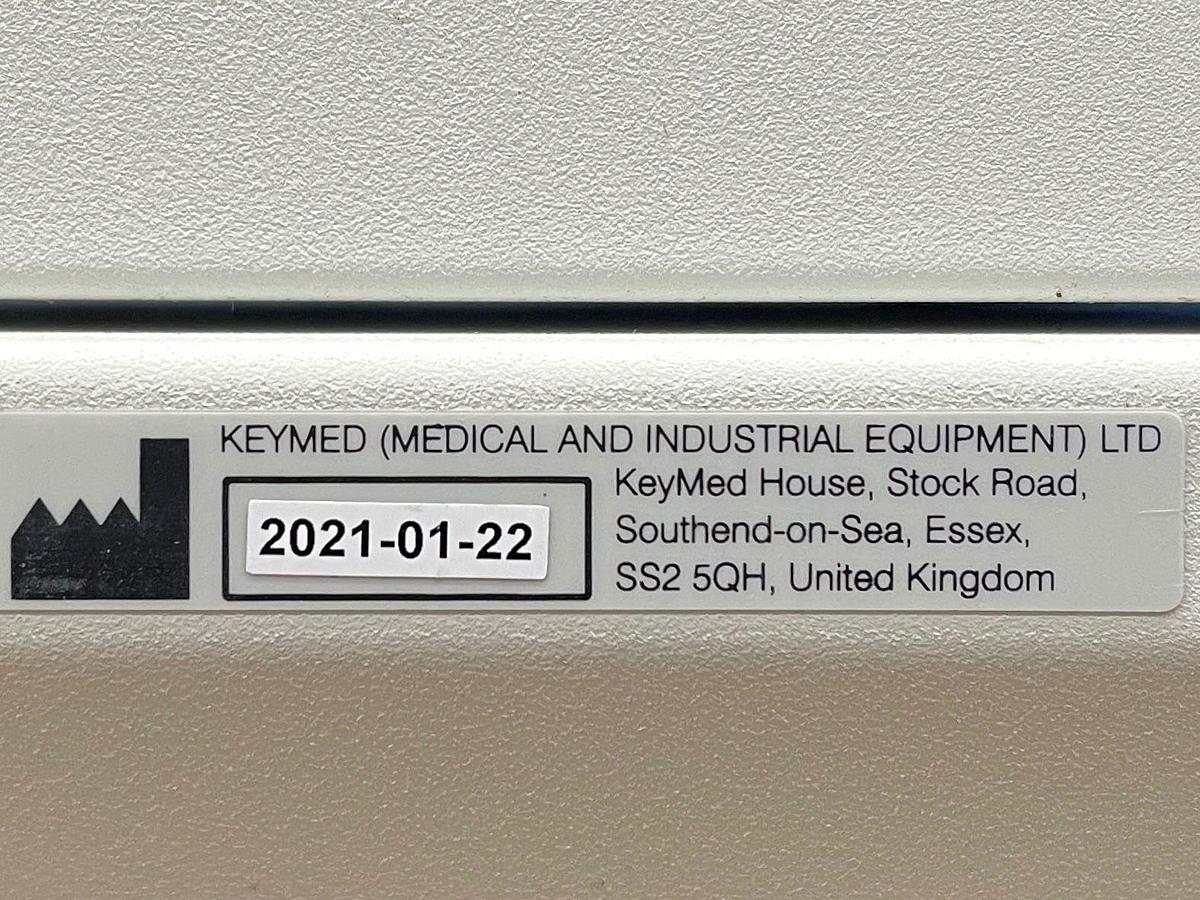 KEYMED (MEDICAL AND INDUSTRIAL EQUIPMENT) LTD
2021-01-22
KeyMed House, Stock Road,
Southend-on-Sea, Essex,
SS2 5QH, United Kingdom